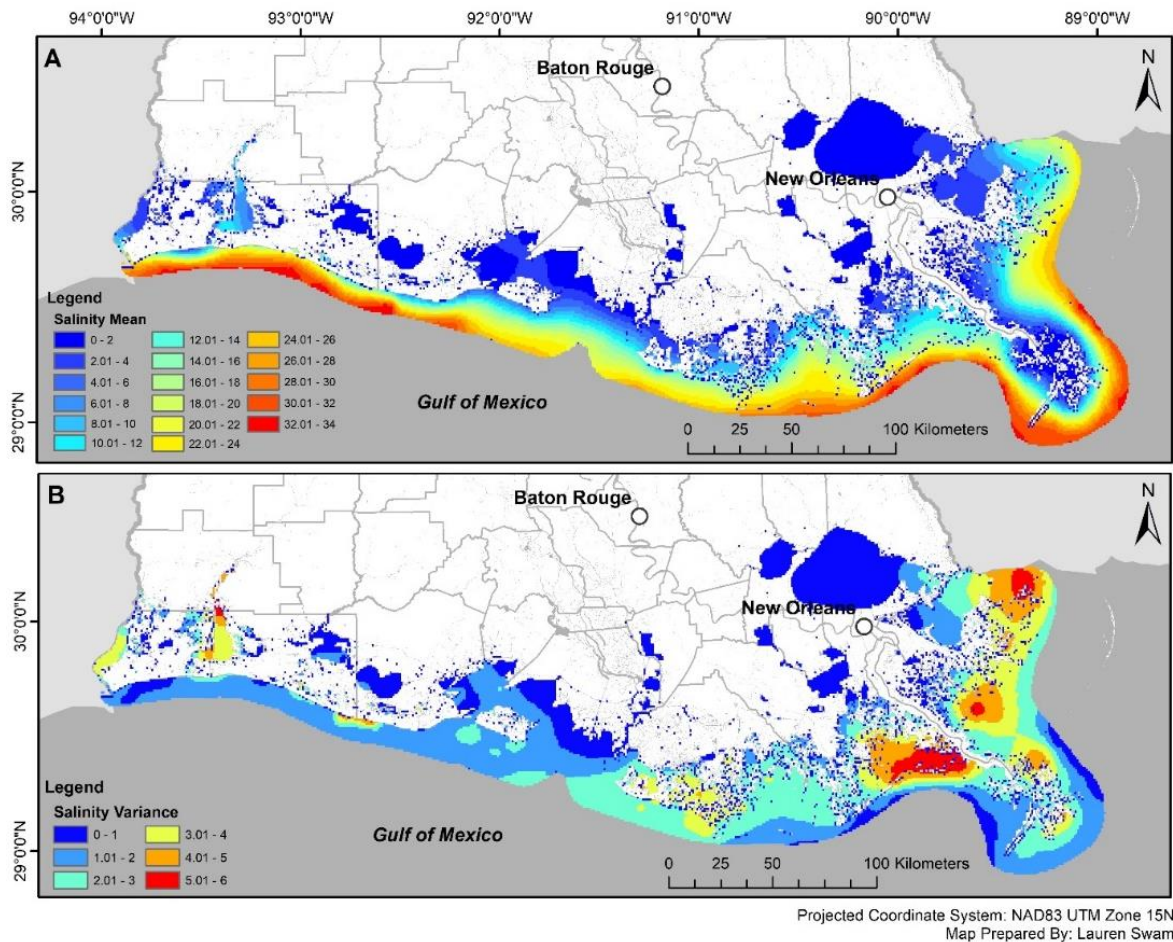 94°0'0"W 93°0'0"W 92°0'0"W 91°0'0"W 90°0'0"W 89°0'0"W
A
Baton Rouge
N
New Orleans
30°0'0"N
29°0'0"N
Legend
Salinity Mean
0 - 2
2.01 - 4
4.01 - 6
6.01 - 8
8.01 - 10
10.01 - 12
12.01 - 14
14.01 - 16
16.01 - 18
18.01 - 20
20.01 - 22
22.01 - 24
24.01 - 26
26.01 - 28
28.01 - 30
30.01 - 32
32.01 - 34
Gulf of Mexico
0 25 50 100 Kilometers
B
Baton Rouge
N
New Orleans
30°0'0"N
29°0'0"N
Legend
Salinity Variance
0 - 1
1.01 - 2
2.01 - 3
3.01 - 4
4.01 - 5
5.01 - 6
Gulf of Mexico
0 25 50 100 Kilometers
Projected Coordinate System: NAD83 UTM Zone 15N
Map Prepared By: Lauren Swam